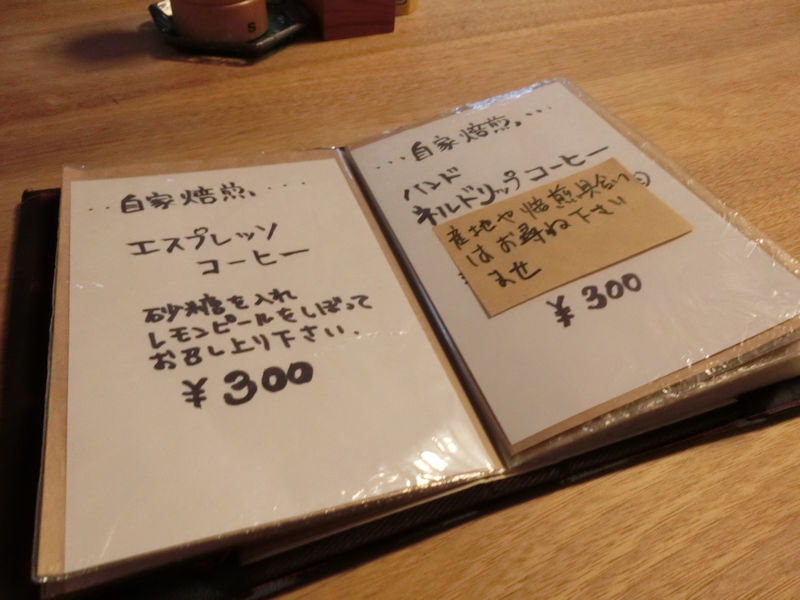 自家焙煎
エスプレッソ
コーヒー
砂糖を入れ
レモンピールをしぼって
お召し上り下さい.
¥300
自家焙煎
ハンド
ネルドリップコーヒー
産地や焙煎具合い
はお尋ね下さい
ませ
¥300
S